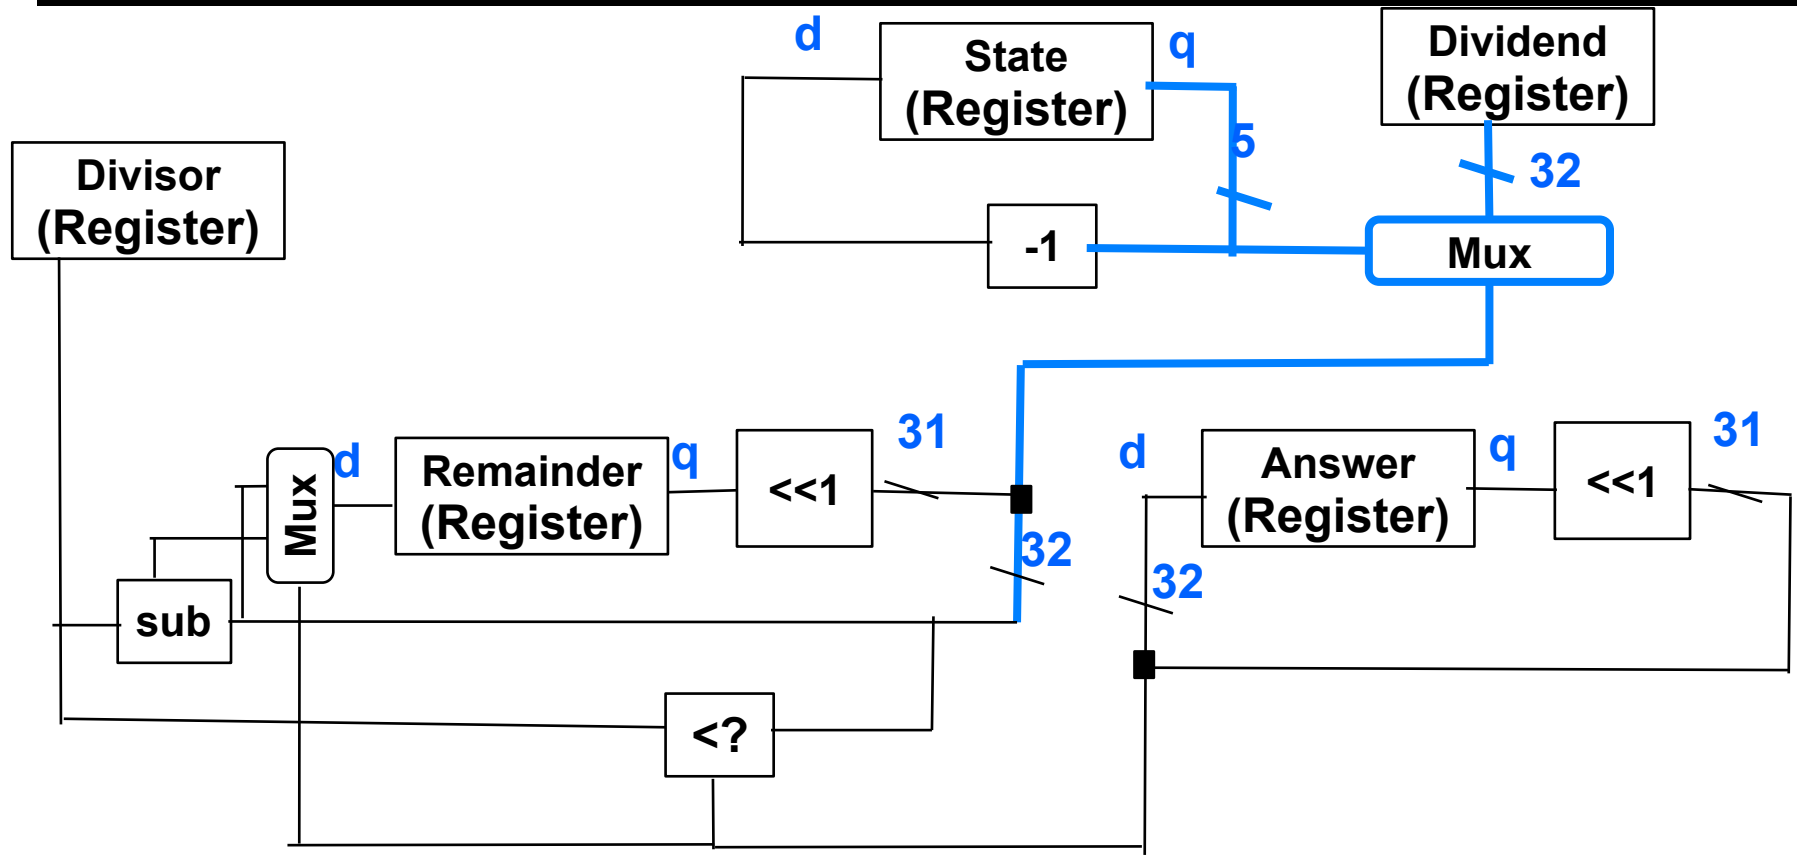 d
State
(Register)
q
Dividend
(Register)
5
32
Divisor
(Register)
-1
Mux
31
31
Mux
d
Remainder
(Register)
q
<<1
d
Answer
(Register)
q
<<1
32
32
sub
<?